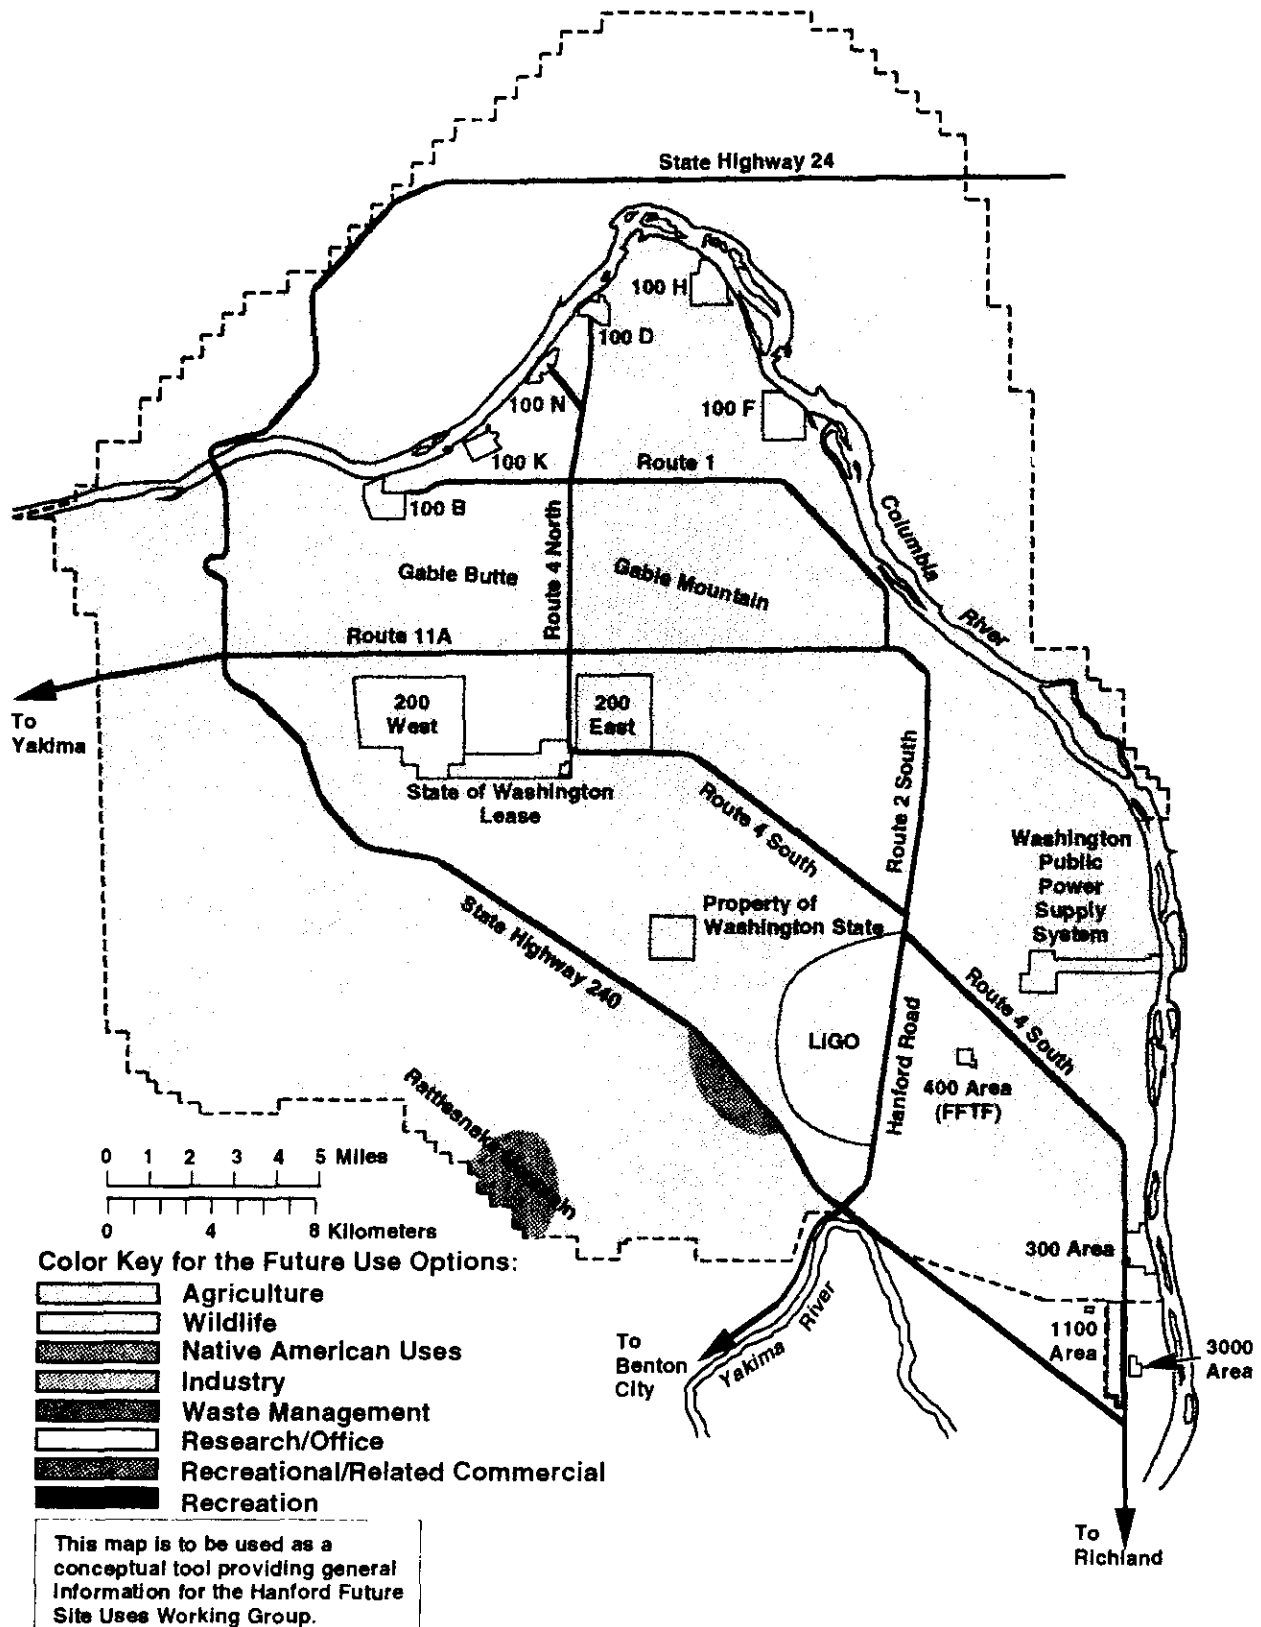 State Highway 24
100 H
100 D
100 N
100 F
100 K
Route 1
100 B
Columbia
River
Route 4 North
Gable Butte
Gable Mountain
Route 11A
To
Yakima
200
West
200
East
State of Washington
Lease
Route 4 South
Route 2 South
Washington
Public
Power
Supply
System
Property of
Washington State
State Highway 240
LIGO
Hanford Road
Route 4 South
400 Area
(FFTF)
Rattlesnake Mountain
0 1 2 3 4 5 Miles
0 4 8 Kilometers
300 Area
1100
Area
3000
Area
To
Benton
City
Yakima
River
To
Richland
Color Key for the Future Use Options:
Agriculture
Wildlife
Native American Uses
Industry
Waste Management
Research/Office
Recreational/Related Commercial
Recreation
This map is to be used as a
conceptual tool providing general
Information for the Hanford Future
Site Uses Working Group.